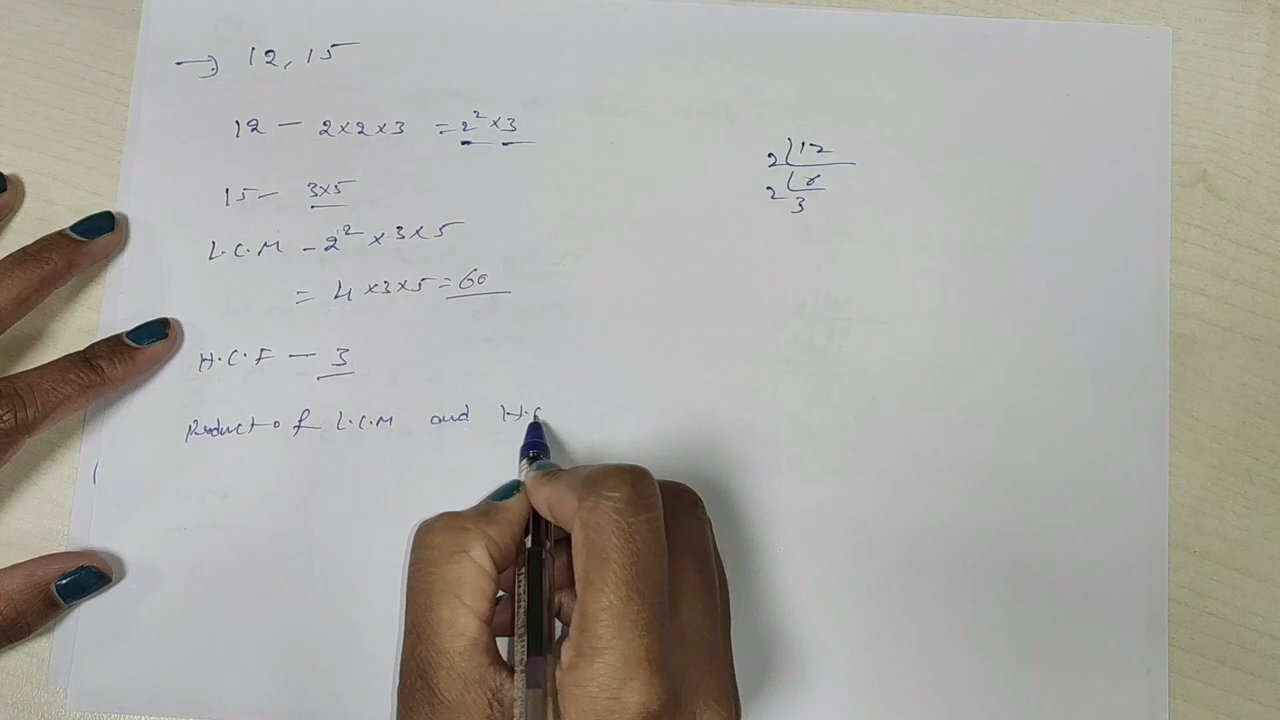 → 12, 15
12 — 2×2×3 = 2²×3
15 — 3×5
L.C.M — 2²×3×5
= 4×3×5 = 60
H.C.F — 3
Product of L.C.M and H.C
2 12
2
3